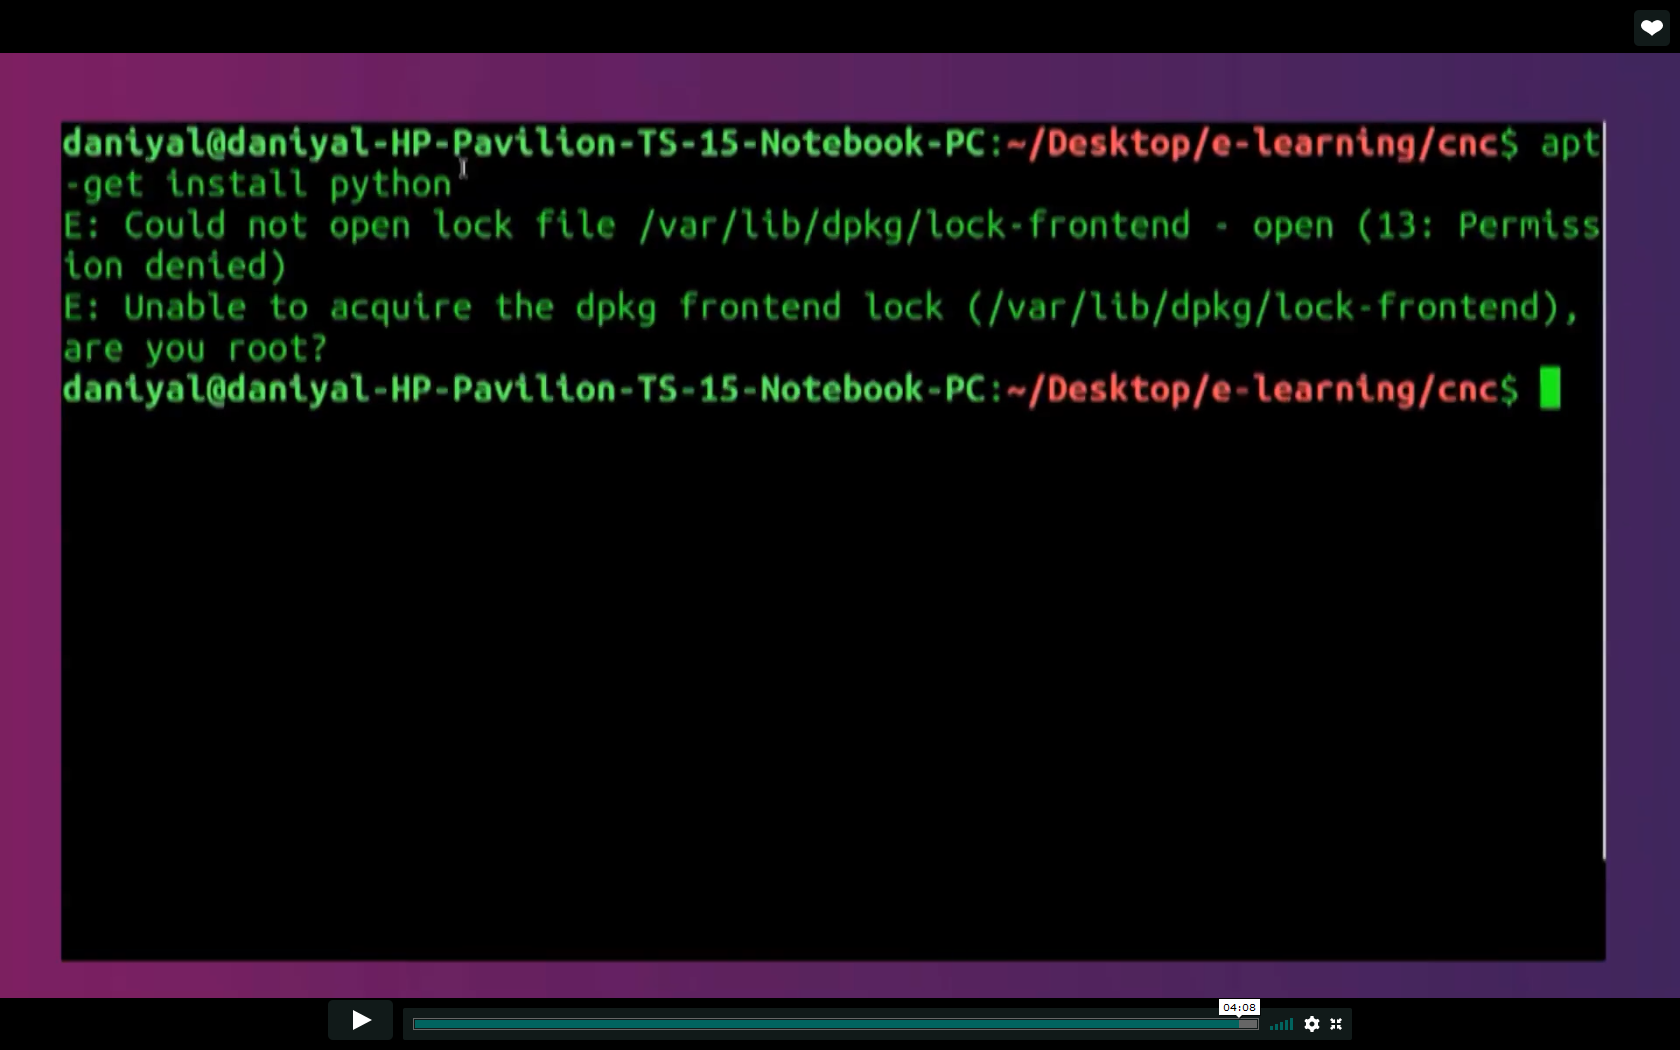 daniyal@daniyal-HP-Pavilion-TS-15-Notebook-PC:~/Desktop/e-learning/cnc$ apt
-get install python
E: Could not open lock file /var/lib/dpkg/lock-frontend - open (13: Permiss
ion denied)
E: Unable to acquire the dpkg frontend lock (/var/lib/dpkg/lock-frontend),
are you root?
daniyal@daniyal-HP-Pavilion-TS-15-Notebook-PC:~/Desktop/e-learning/cnc$
04:08